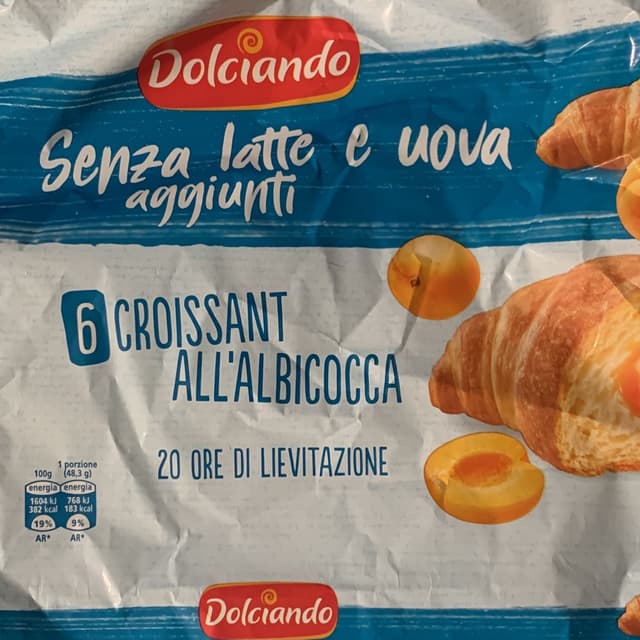 Dolciando
Senza latte e uova
aggiunti
6 CROISSANT
ALL'ALBICOCCA
20 ORE DI LIEVITAZIONE
1 porzione
100g (48,3 g)
energia energia
1604 kJ 768 kJ
382 kcal 183 kcal
19% 9%
AR* AR*
Dolciando